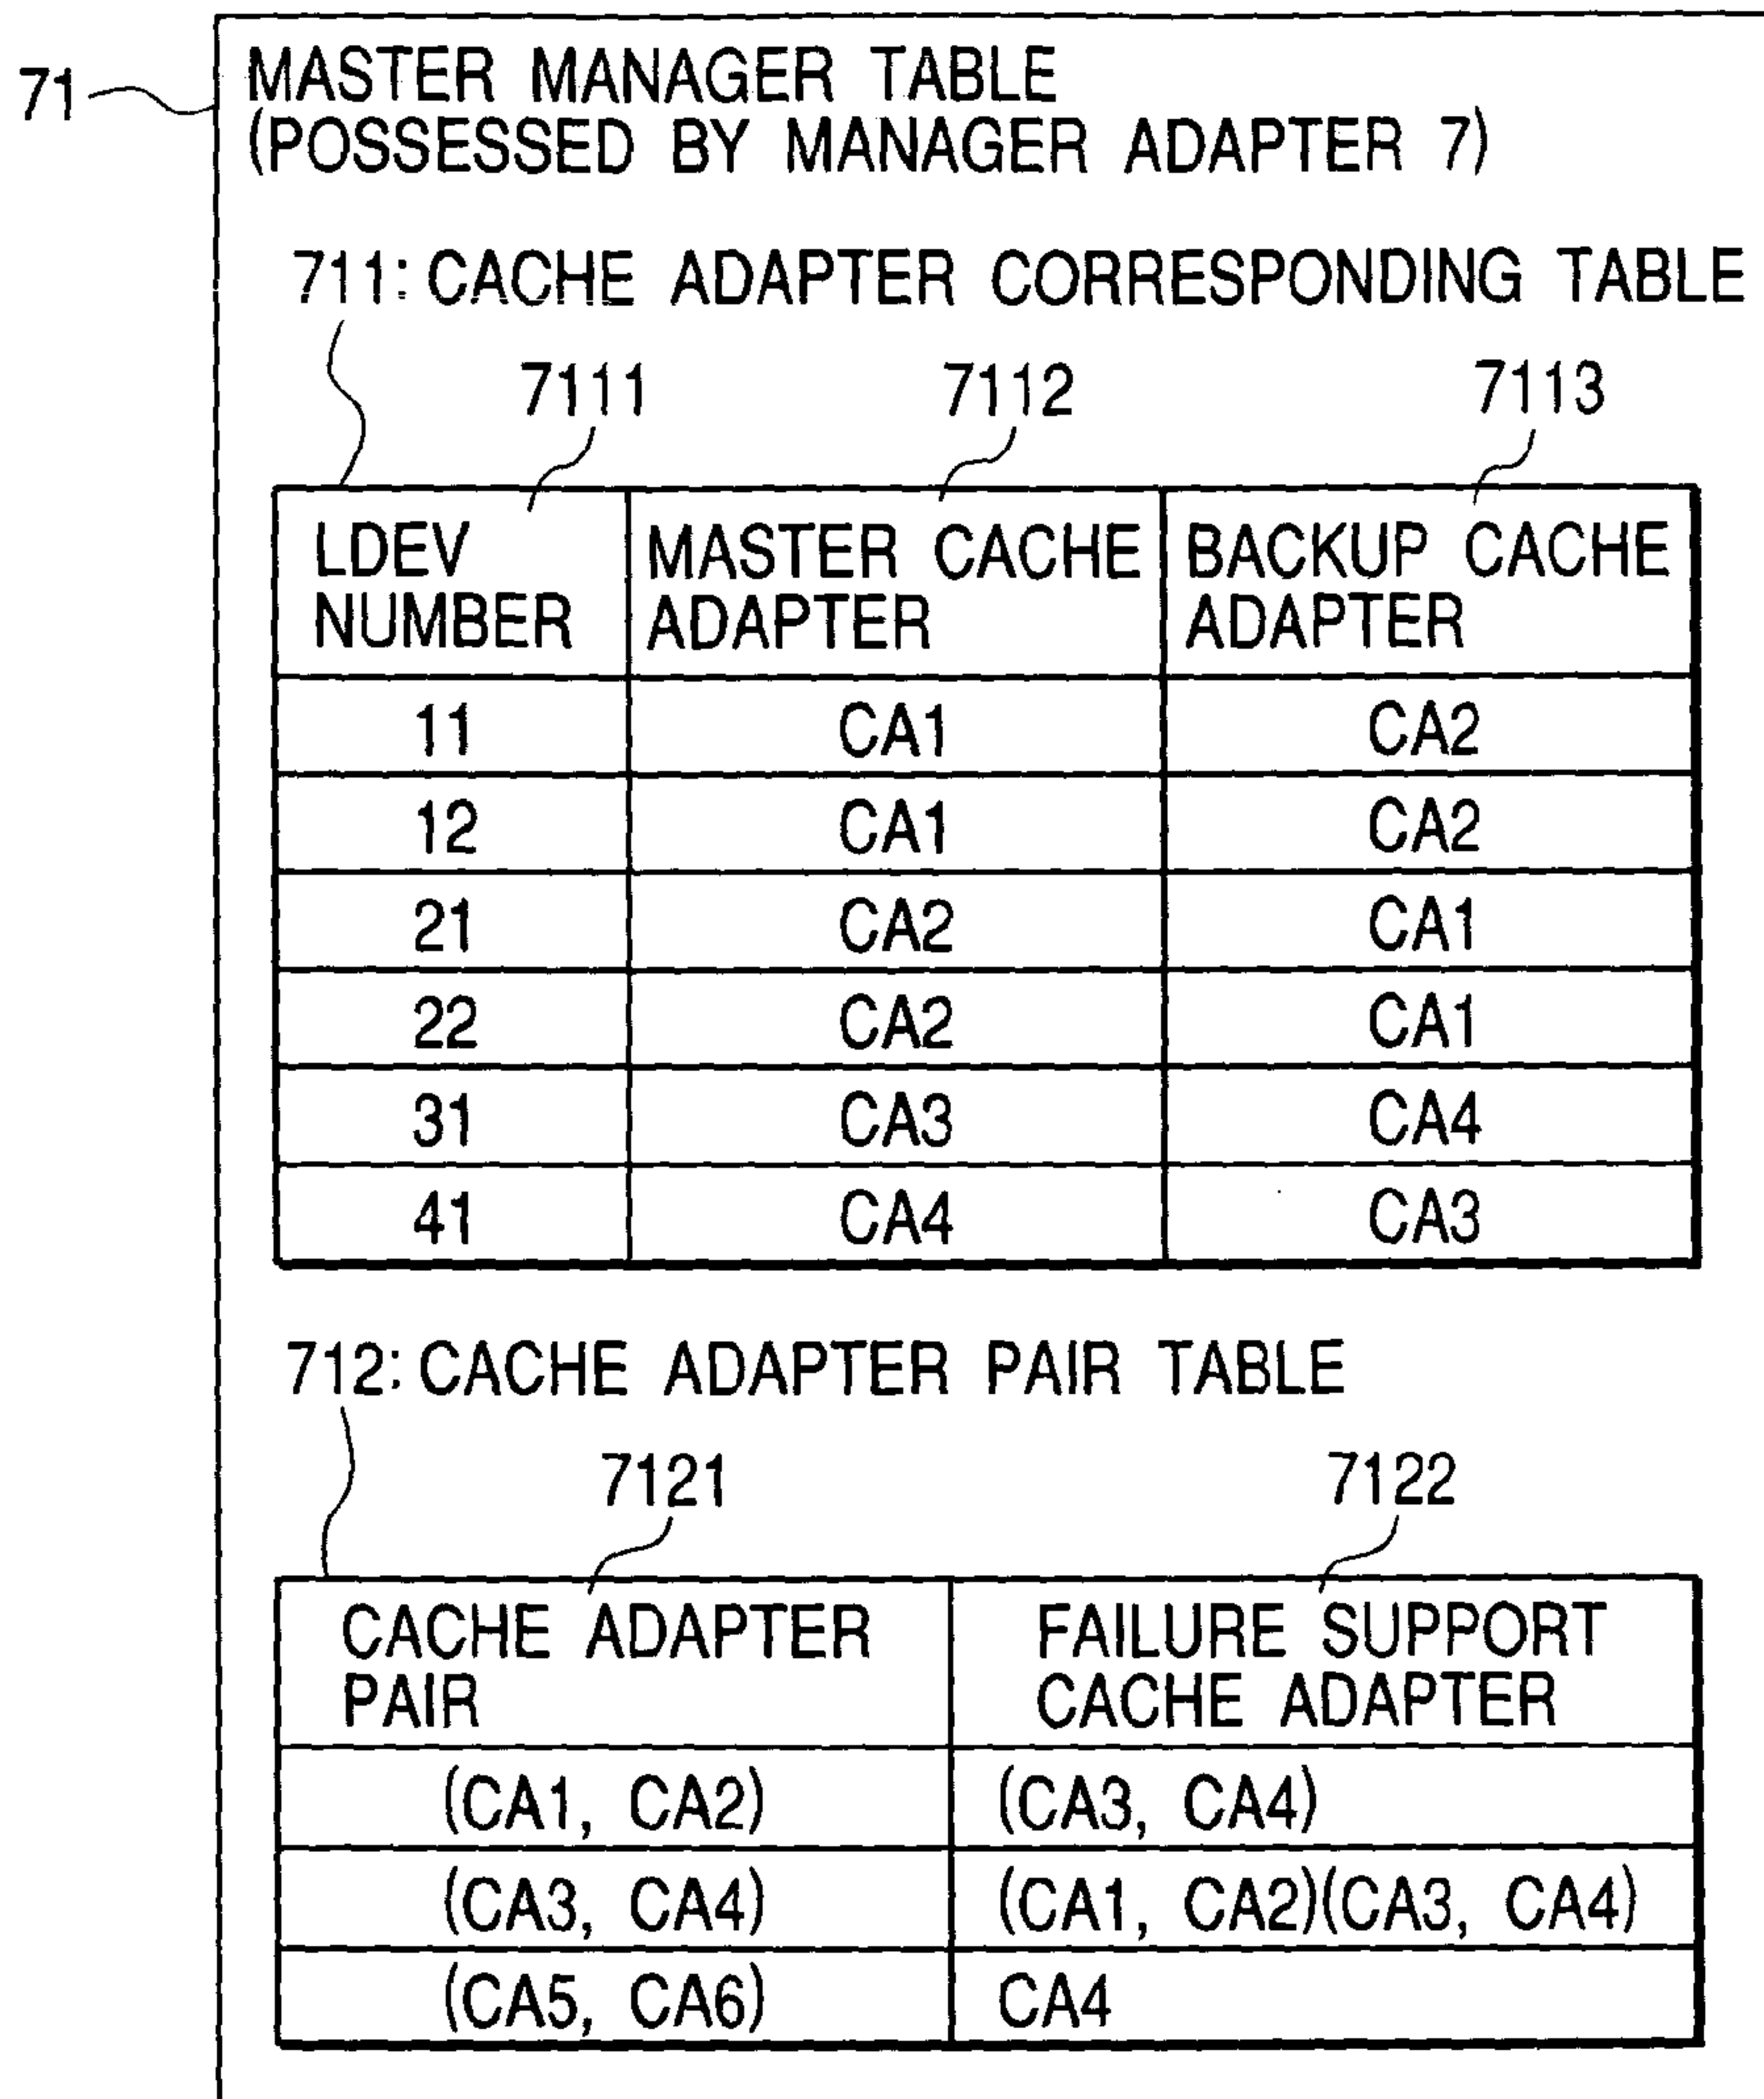 71
MASTER MANAGER TABLE
(POSSESSED BY MANAGER ADAPTER 7)
711: CACHE ADAPTER CORRESPONDING TABLE
7111 7112 7113
LDEV NUMBER MASTER CACHE ADAPTER BACKUP CACHE ADAPTER
11 CA1 CA2
12 CA1 CA2
21 CA2 CA1
22 CA2 CA1
31 CA3 CA4
41 CA4 CA3
712: CACHE ADAPTER PAIR TABLE
7121 7122
CACHE ADAPTER PAIR FAILURE SUPPORT CACHE ADAPTER
(CA1, CA2) (CA3, CA4)
(CA3, CA4) (CA1, CA2)(CA3, CA4)
(CA5, CA6) CA4